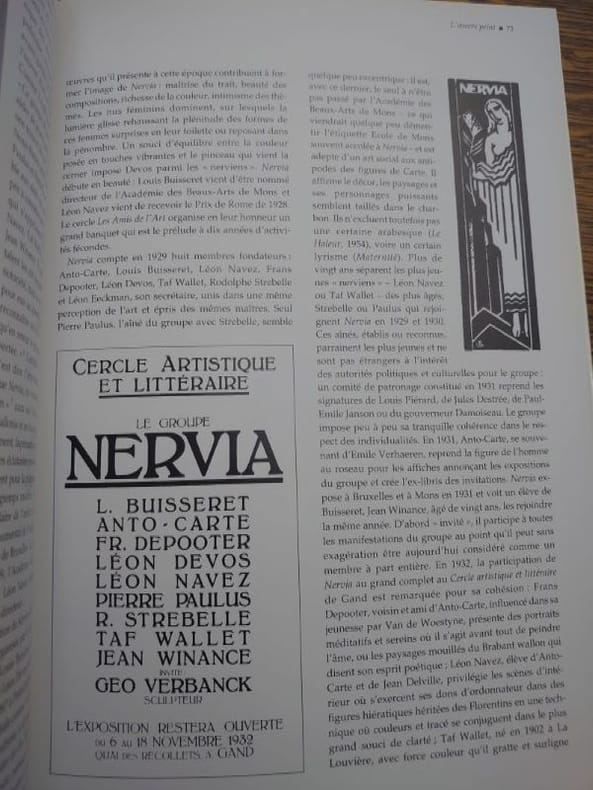 L'œuvre peint ■ 73
œuvres qu'il présente à cette époque contribuent à for-
mer l'image de Nervia : maîtrise du trait, beauté des
compositions, richesse de la couleur, intimisme des thè-
mes. Les nus féminins dominent, sur lesquels la
lumière glisse rehaussant la plénitude des formes de
ces femmes surprises en leur toilette ou reposant dans
la pénombre. Un souci d'équilibre entre la couleur
posée en touches vibrantes et le pinceau qui vient la
cerner impose Devos parmi les « nerviens ». Nervia
débute en beauté : Louis Buisseret vient d'être nommé
directeur de l'Académie des Beaux-Arts de Mons et
Léon Navez vient de recevoir le Prix de Rome de 1928.
Le cercle Les Amis de l'Art organise en leur honneur un
grand banquet qui est le prélude à dix années d'activi-
tés fécondes.
Nervia compte en 1929 huit membres fondateurs :
Anto-Carte, Louis Buisseret, Léon Navez, Frans
Depooter, Léon Devos, Taf Wallet, Rodolphe Strebelle
et Léon Eeckman, son secrétaire, unis dans une même
perception de l'art et épris des mêmes maîtres. Seul
Pierre Paulus, l'aîné du groupe avec Strebelle, semble
CERCLE ARTISTIQUE
ET LITTÉRAIRE
LE GROUPE
NERVIA
L. BUISSERET
ANTO-CARTE
FR. DEPOOTER
LÉON DEVOS
LÉON NAVEZ
PIERRE PAULUS
R. STREBELLE
TAF WALLET
JEAN WINANCE
INVITÉ
GEO VERBANCK
SCULPTEUR
L'EXPOSITION RESTERA OUVERTE
DU 6 AU 18 NOVEMBRE 1932
QUAI DES RECOLLETS, A GAND
quelque peu excentrique : il est,
avec ce dernier, le seul à n'être
pas passé par l'Académie des
Beaux-Arts de Mons - ce qui
viendrait quelque peu démen-
tir l'étiquette Ecole de Mons
souvent accolée à Nervia - et est
adepte d'un art social aux anti-
podes des figures de Carte. Il
affirme le décor, les paysages et
ses personnages puissants
semblent taillés dans le char-
bon. Ils n'excluent toutefois pas
une certaine arabesque (Le
Haleur, 1954), voire un certain
lyrisme (Maternité). Plus de
vingt ans séparent les plus jeu-
nes « nerviens » – Léon Navez
ou Taf Wallet - des plus âgés,
Strebelle ou Paulus qui rejoi-
gnent Nervia en 1929 et 1930.
Ces aînés, établis ou reconnus,
parrainent les plus jeunes et ne
sont pas étrangers à l'intérêt
des autorités politiques et culturelles pour le groupe :
un comité de patronage constitué en 1931 reprend les
signatures de Louis Piérard, de Jules Destrée, de Paul-
Emile Janson ou du gouverneur Damoiseau. Le groupe
impose peu à peu sa tranquille cohérence dans le res-
pect des individualités. En 1931, Anto-Carte, se souve-
nant d'Emile Verhaeren, reprend la figure de l'homme
au roseau pour les affiches annonçant les expositions
du groupe et crée l'ex-libris des invitations. Nervia ex-
pose à Bruxelles et à Mons en 1931 et voit un élève de
Buisseret, Jean Winance, âgé de vingt ans, les rejoindre
la même année. D'abord « invité », il participe à toutes
les manifestations du groupe au point qu'il peut sans
exagération être aujourd'hui considéré comme un
membre à part entière. En 1932, la participation de
Nervia au grand complet au Cercle artistique et littéraire
de Gand est remarquée pour sa cohésion : Frans
Depooter, voisin et ami d'Anto-Carte, influencé dans sa
jeunesse par Van de Woestyne, présente des portraits
méditatifs et sereins où il s'agit avant tout de peindre
l'âme, ou les paysages mouillés du Brabant wallon qui
disent son esprit poétique ; Léon Navez, élève d'Anto-
Carte et de Jean Delville, privilégie les scènes d'inté-
rieur où s'exercent ses dons d'ordonnateur dans des
figures hiératiques héritées des Florentins en une tech-
nique où couleurs et tracé se conjuguent dans le plus
grand souci de clarté ; Taf Wallet, né en 1902 à La
Louvière, avec force couleur qu'il gratte et surligne
NERVIA